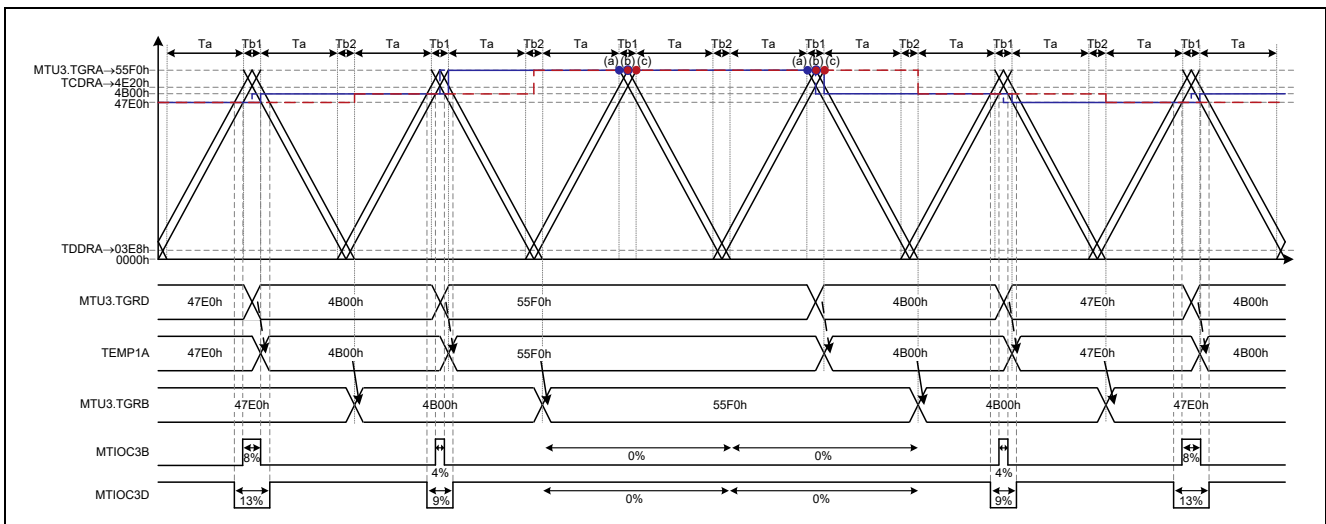 Ta Tb1 Ta Tb2 Ta Tb1 Ta Tb2 Ta Tb1 Ta Tb2 Ta Tb1 Ta Tb2 Ta Tb1 Ta Tb2 Ta Tb1 Ta
(a) (b) (c) (a) (b) (c)
MTU3.TGRA→55F0h
TCDRA→4E20h
4B00h
47E0h
TDDRA→03E8h
0000h
MTU3.TGRD 47E0h 4B00h 55F0h 4B00h 47E0h 4B00h
TEMP1A 47E0h 4B00h 55F0h 4B00h 47E0h 4B00h
MTU3.TGRB 47E0h 4B00h 55F0h 4B00h 47E0h
MTIOC3B 8% 4% 0% 0% 4% 8%
MTIOC3D 13% 9% 0% 0% 9% 13%